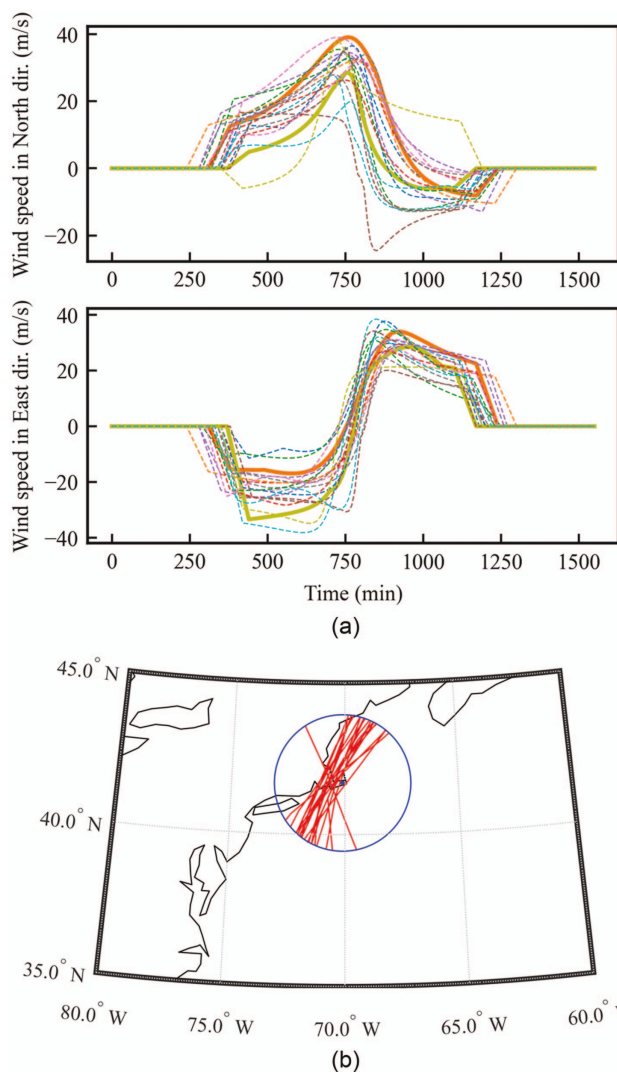 Wind speed in North dir. (m/s)
40
20
0
−20
0
250
500
750
1000
1250
1500
Wind speed in East dir. (m/s)
40
20
0
−20
−40
0
250
500
750
1000
1250
1500
Time (min)
(a)
45.0° N
40.0° N
35.0° N
80.0° W
75.0° W
70.0° W
65.0° W
60.0° W
(b)